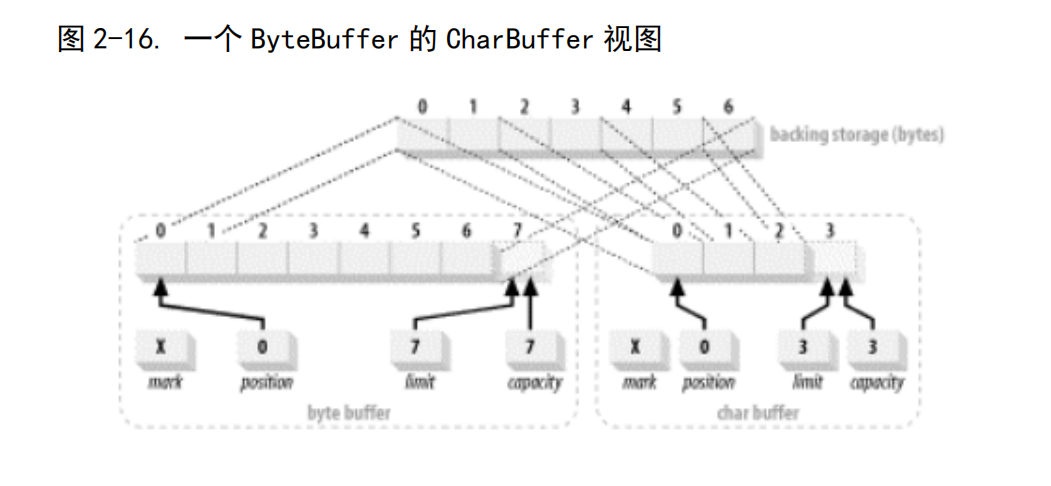 图 2-16. 一个 ByteBuffer 的 CharBuffer 视图
0 1 2 3 4 5 6
backing storage (bytes)
0 1 2 3 4 5 6 7
0 1 2 3
X 0 7 7
mark position limit capacity
byte buffer
X 0 3 3
mark position limit capacity
char buffer